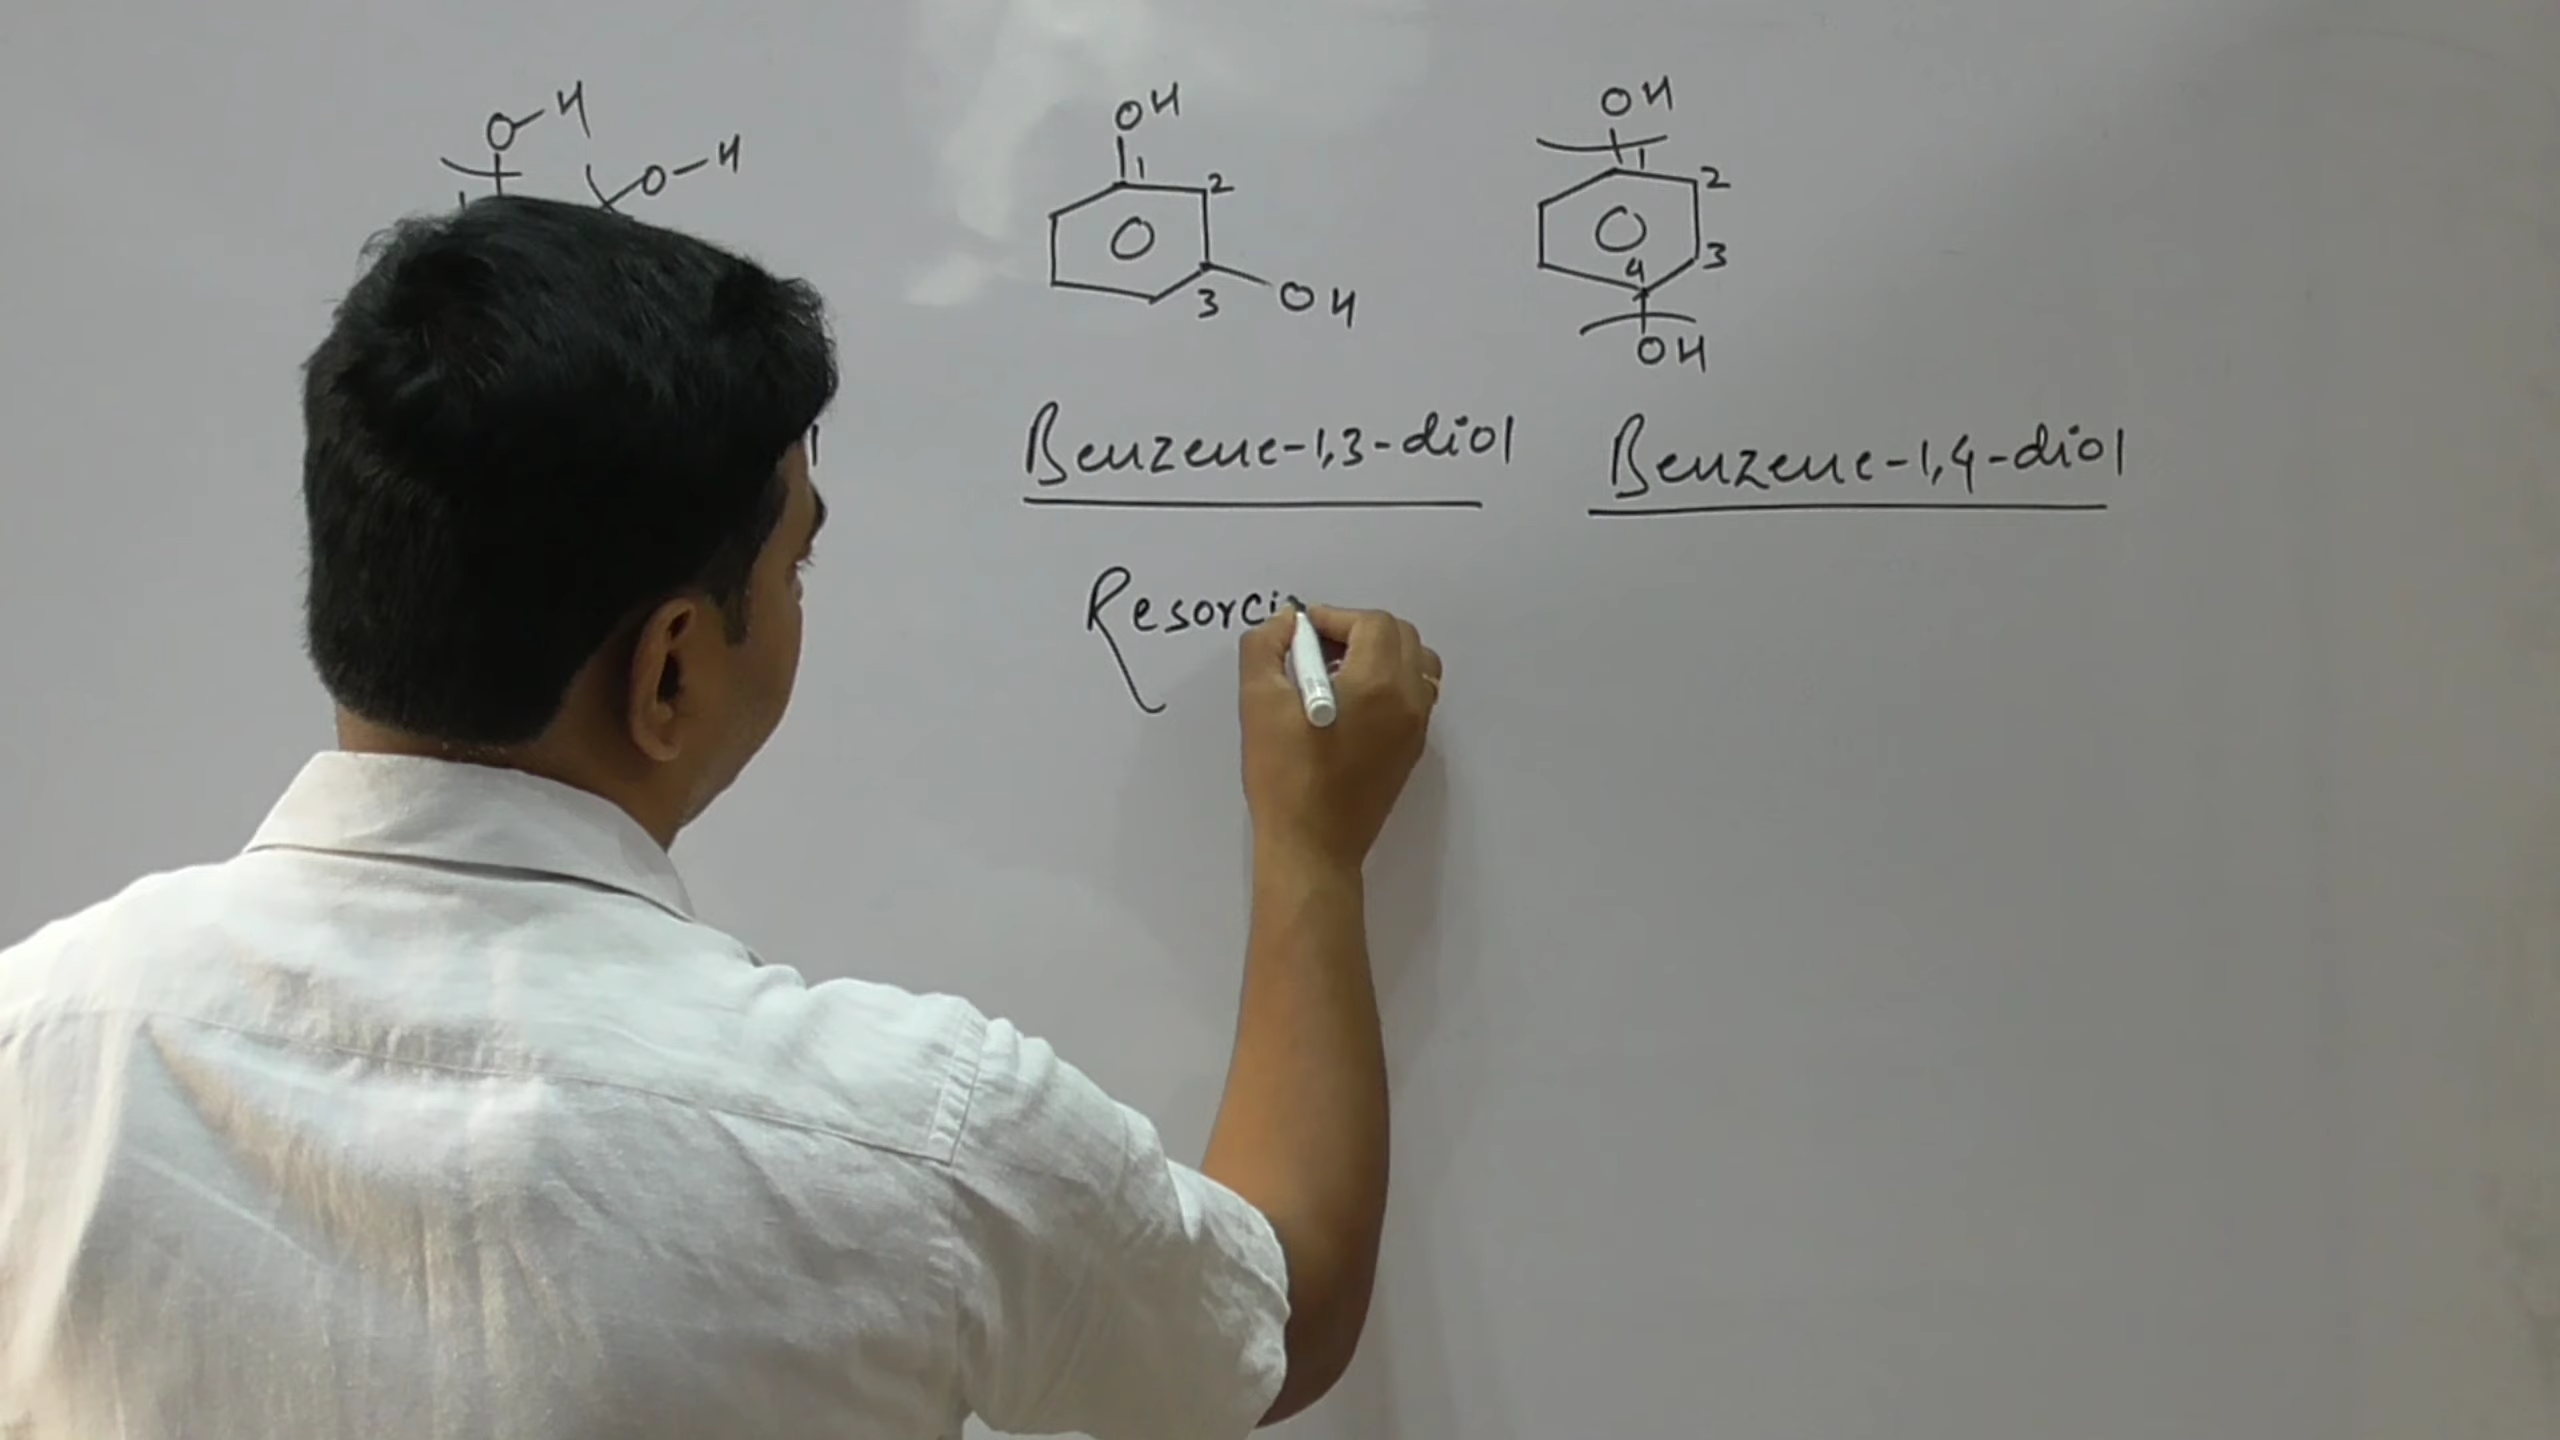 O-H
O-H
OH
1
2
3
OH
OH
1
2
3
4
OH
Benzene-1,3-diol
Benzene-1,4-diol
Resorci